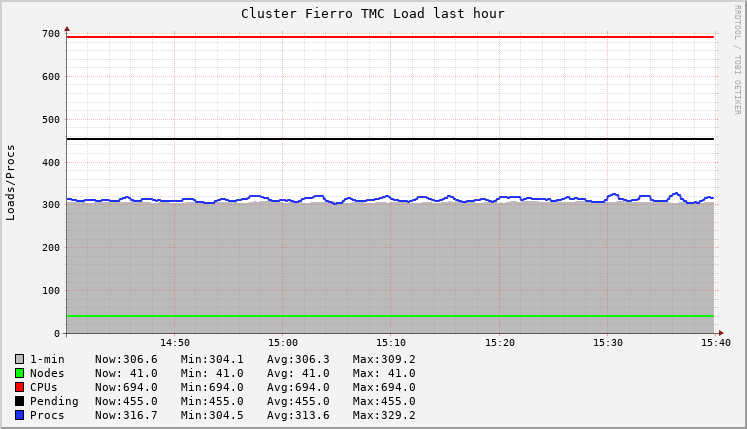 Cluster Fierro TMC Load last hour
RRDTOOL / TOBI OETIKER
Loads/Procs
700
600
500
400
300
200
100
0
14:50 15:00 15:10 15:20 15:30 15:40
1-min Now:306.6 Min:304.1 Avg:306.3 Max:309.2
Nodes Now: 41.0 Min: 41.0 Avg: 41.0 Max: 41.0
CPUs Now:694.0 Min:694.0 Avg:694.0 Max:694.0
Pending Now:455.0 Min:455.0 Avg:455.0 Max:455.0
Procs Now:316.7 Min:304.5 Avg:313.6 Max:329.2